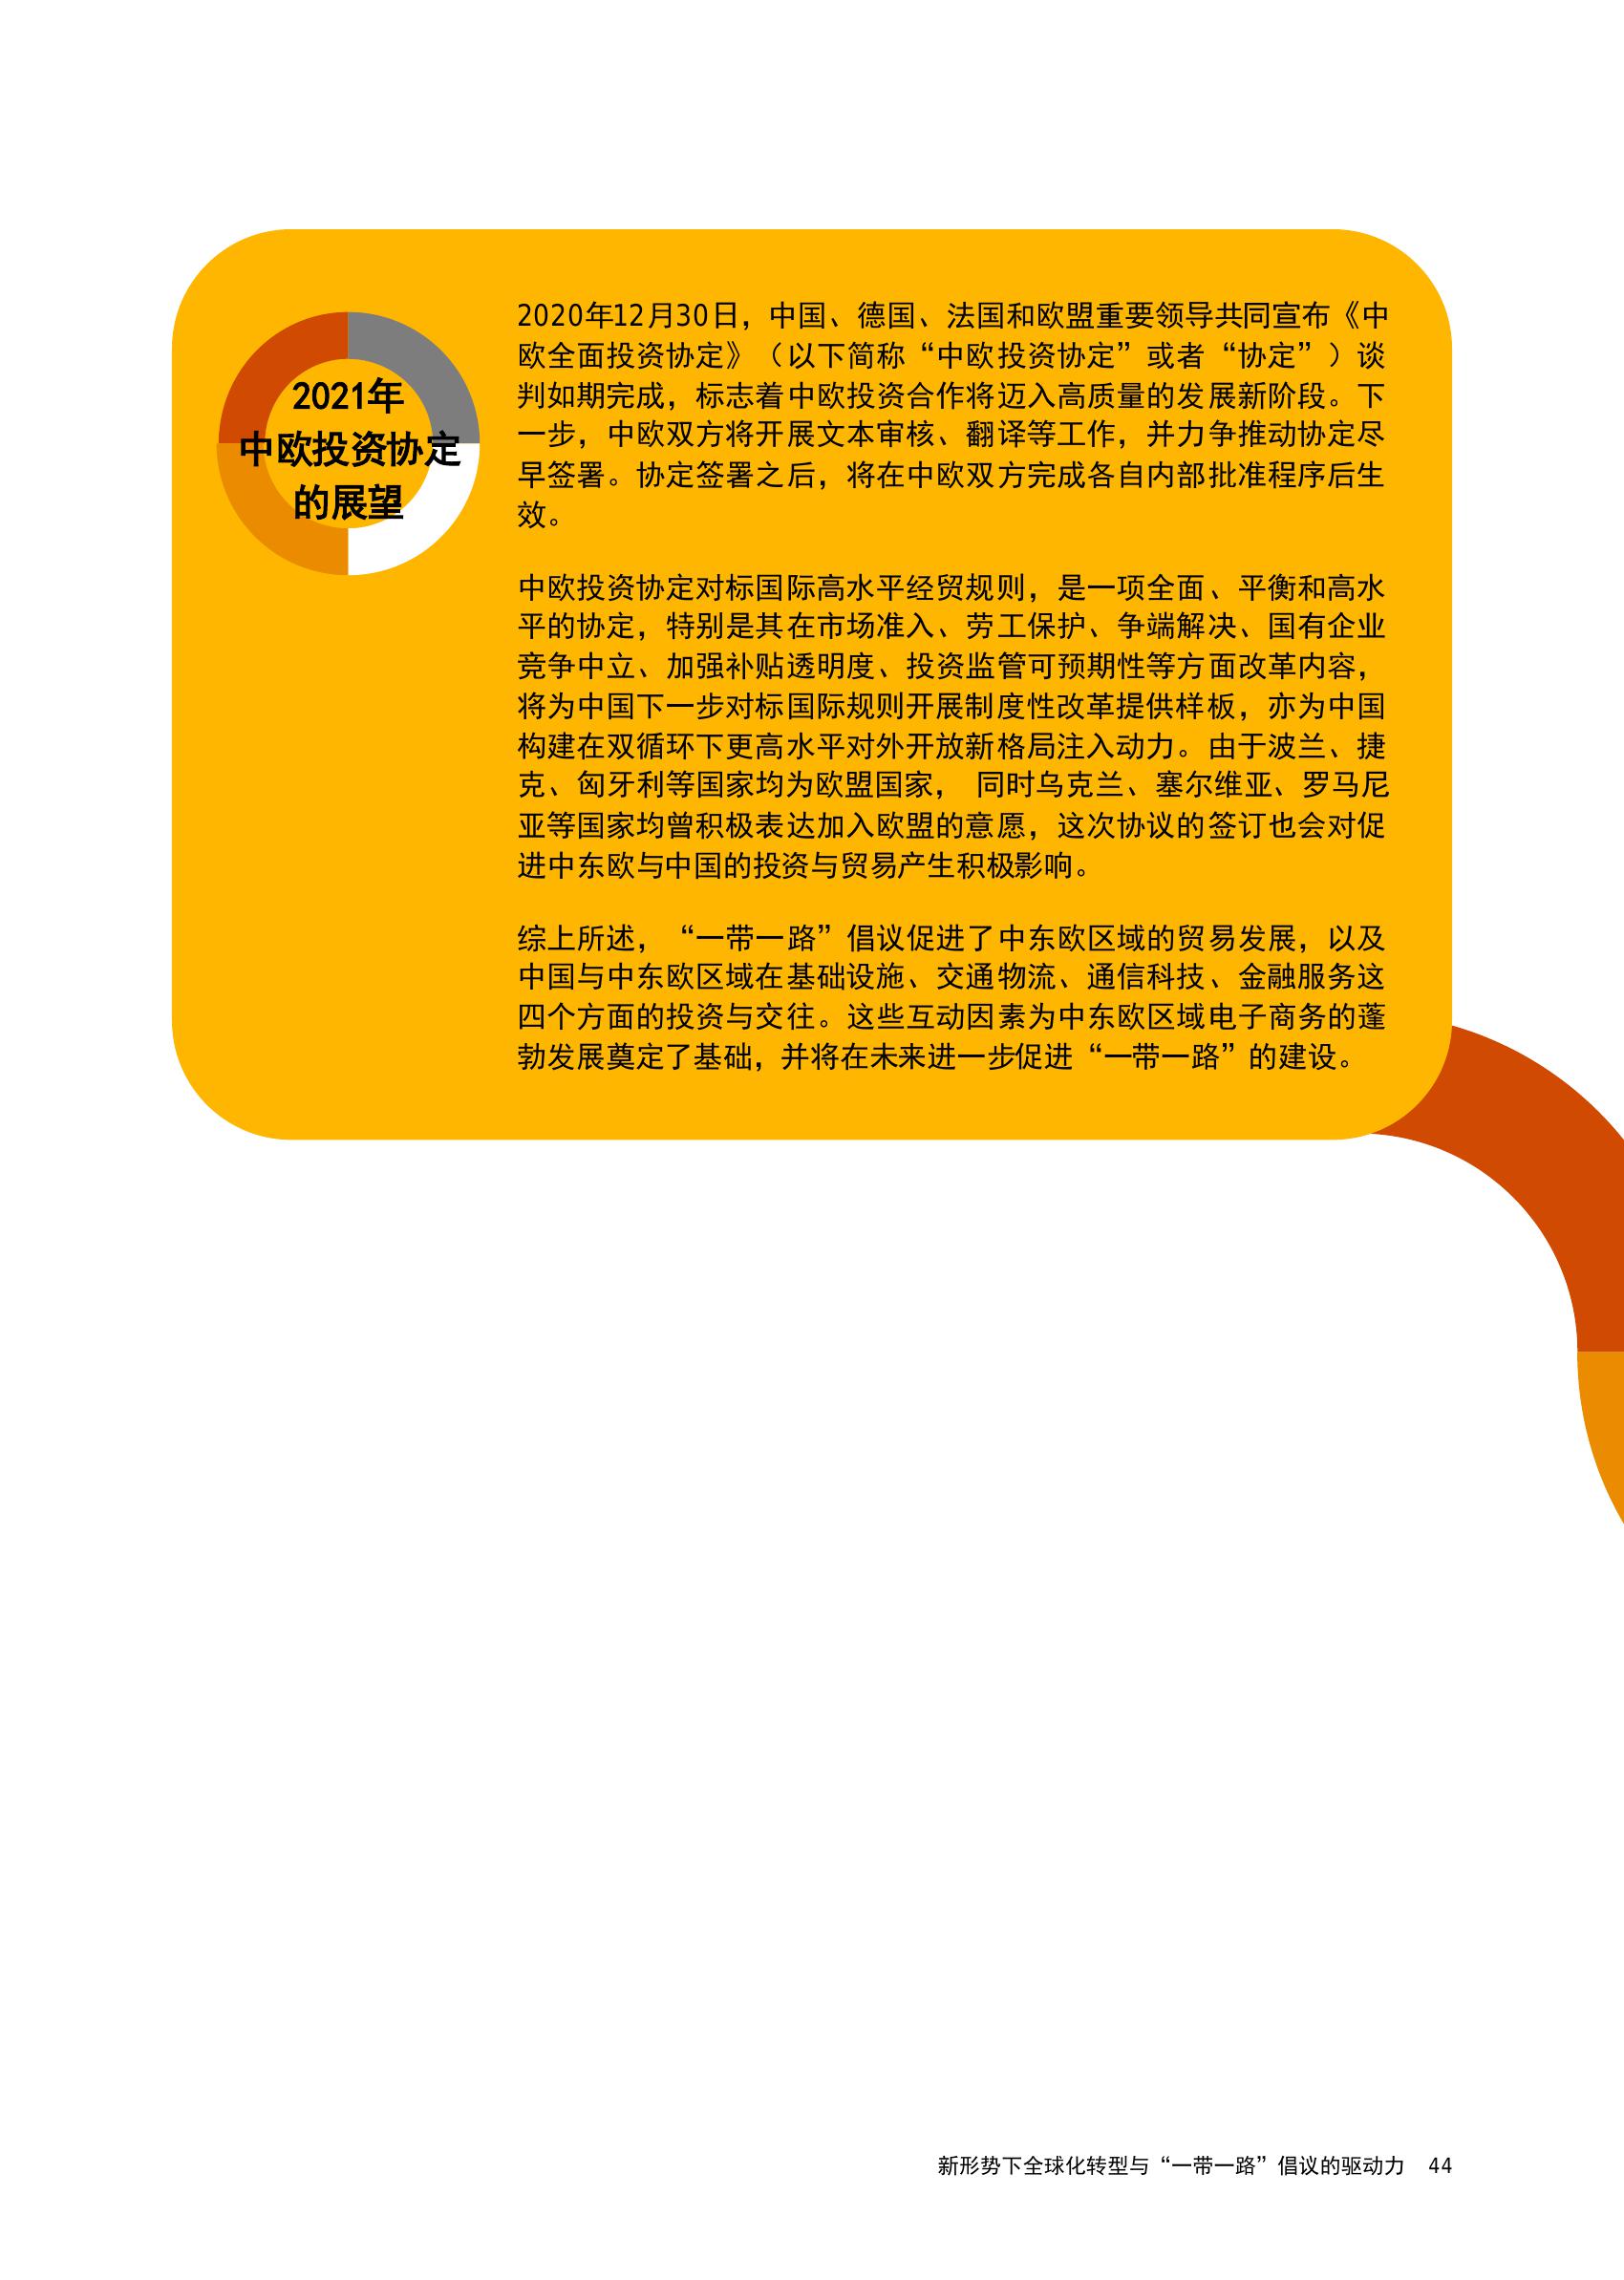 2021年
中欧投资协定
的展望
2020年12月30日，中国、德国、法国和欧盟重要领导共同宣布《中
欧全面投资协定》（以下简称“中欧投资协定”或者“协定”）谈
判如期完成，标志着中欧投资合作将迈入高质量的发展新阶段。下
一步，中欧双方将开展文本审核、翻译等工作，并力争推动协定尽
早签署。协定签署之后，将在中欧双方完成各自内部批准程序后生
效。
中欧投资协定对标国际高水平经贸规则，是一项全面、平衡和高水
平的协定，特别是其在市场准入、劳工保护、争端解决、国有企业
竞争中立、加强补贴透明度、投资监管可预期性等方面改革内容，
将为中国下一步对标国际规则开展制度性改革提供样板，亦为中国
构建在双循环下更高水平对外开放新格局注入动力。由于波兰、捷
克、匈牙利等国家均为欧盟国家， 同时乌克兰、塞尔维亚、罗马尼
亚等国家均曾积极表达加入欧盟的意愿，这次协议的签订也会对促
进中东欧与中国的投资与贸易产生积极影响。
综上所述，“一带一路”倡议促进了中东欧区域的贸易发展，以及
中国与中东欧区域在基础设施、交通物流、通信科技、金融服务这
四个方面的投资与交往。这些互动因素为中东欧区域电子商务的蓬
勃发展奠定了基础，并将在未来进一步促进“一带一路”的建设。
新形势下全球化转型与“一带一路”倡议的驱动力 44